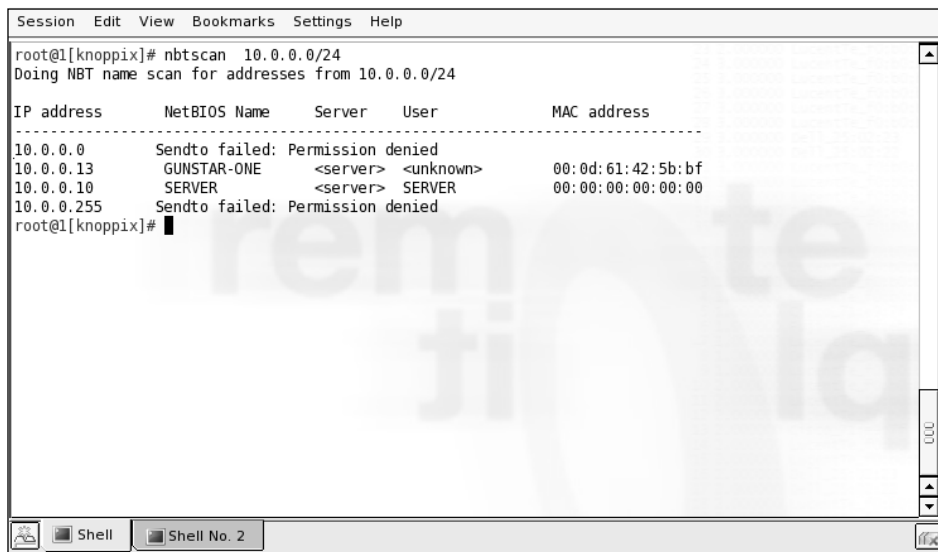 Session Edit View Bookmarks Settings Help
root@1[knoppix]# nbtscan 10.0.0.0/24
Doing NBT name scan for addresses from 10.0.0.0/24
IP address NetBIOS Name Server User MAC address
------------------------------------------------------------------------------
10.0.0.0 Sendto failed: Permission denied
10.0.0.13 GUNSTAR-ONE <server> <unknown> 00:0d:61:42:5b:bf
10.0.0.10 SERVER <server> SERVER 00:00:00:00:00:00
10.0.0.255 Sendto failed: Permission denied
root@1[knoppix]#
remote
Shell Shell No. 2